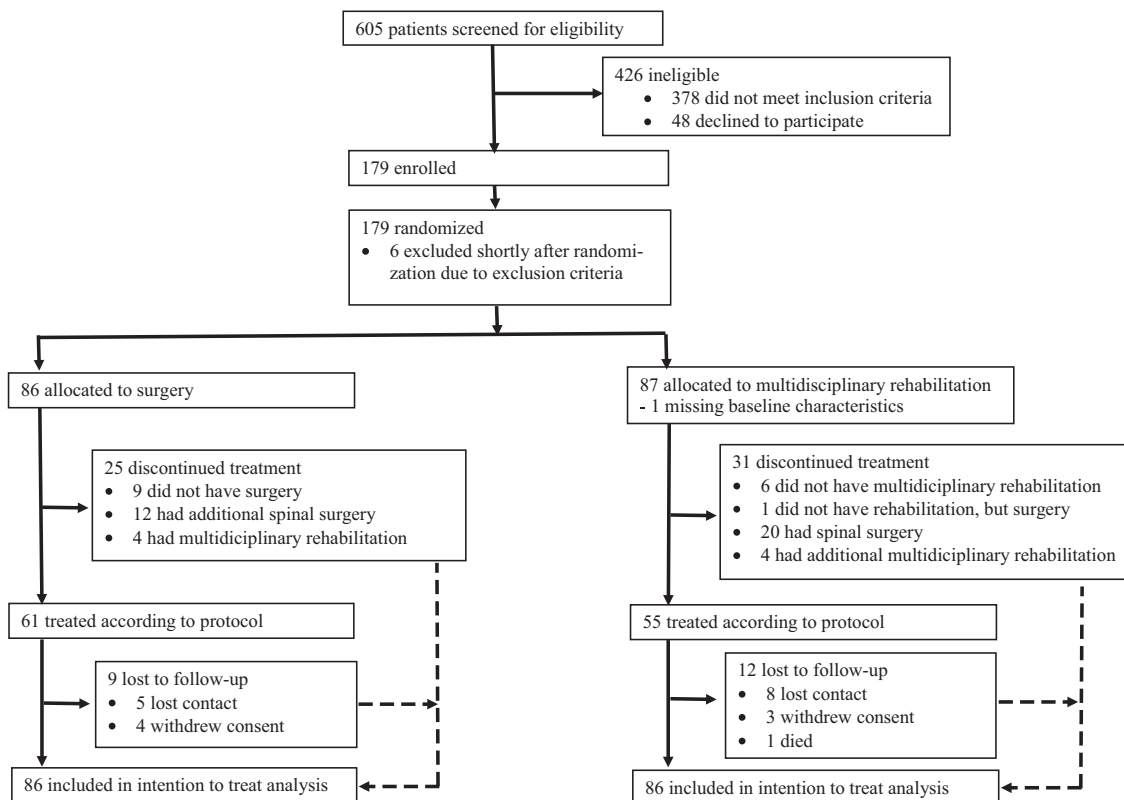 605 patients screened for eligibility
426 ineligible
• 378 did not meet inclusion criteria
• 48 declined to participate
179 enrolled
179 randomized
• 6 excluded shortly after randomi-
zation due to exclusion criteria
86 allocated to surgery
87 allocated to multidisciplinary rehabilitation
- 1 missing baseline characteristics
25 discontinued treatment
• 9 did not have surgery
• 12 had additional spinal surgery
• 4 had multidiciplinary rehabilitation
31 discontinued treatment
• 6 did not have multidiciplinary rehabilitation
• 1 did not have rehabilitation, but surgery
• 20 had spinal surgery
• 4 had additional multidiciplinary rehabilitation
61 treated according to protocol
55 treated according to protocol
9 lost to follow-up
• 5 lost contact
• 4 withdrew consent
12 lost to follow-up
• 8 lost contact
• 3 withdrew consent
• 1 died
86 included in intention to treat analysis
86 included in intention to treat analysis